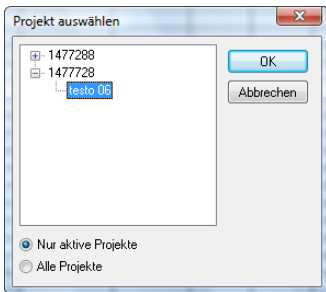 Projekt auswählen
1477288
1477728
testo 06
OK
Abbrechen
Nur aktive Projekte
Alle Projekte